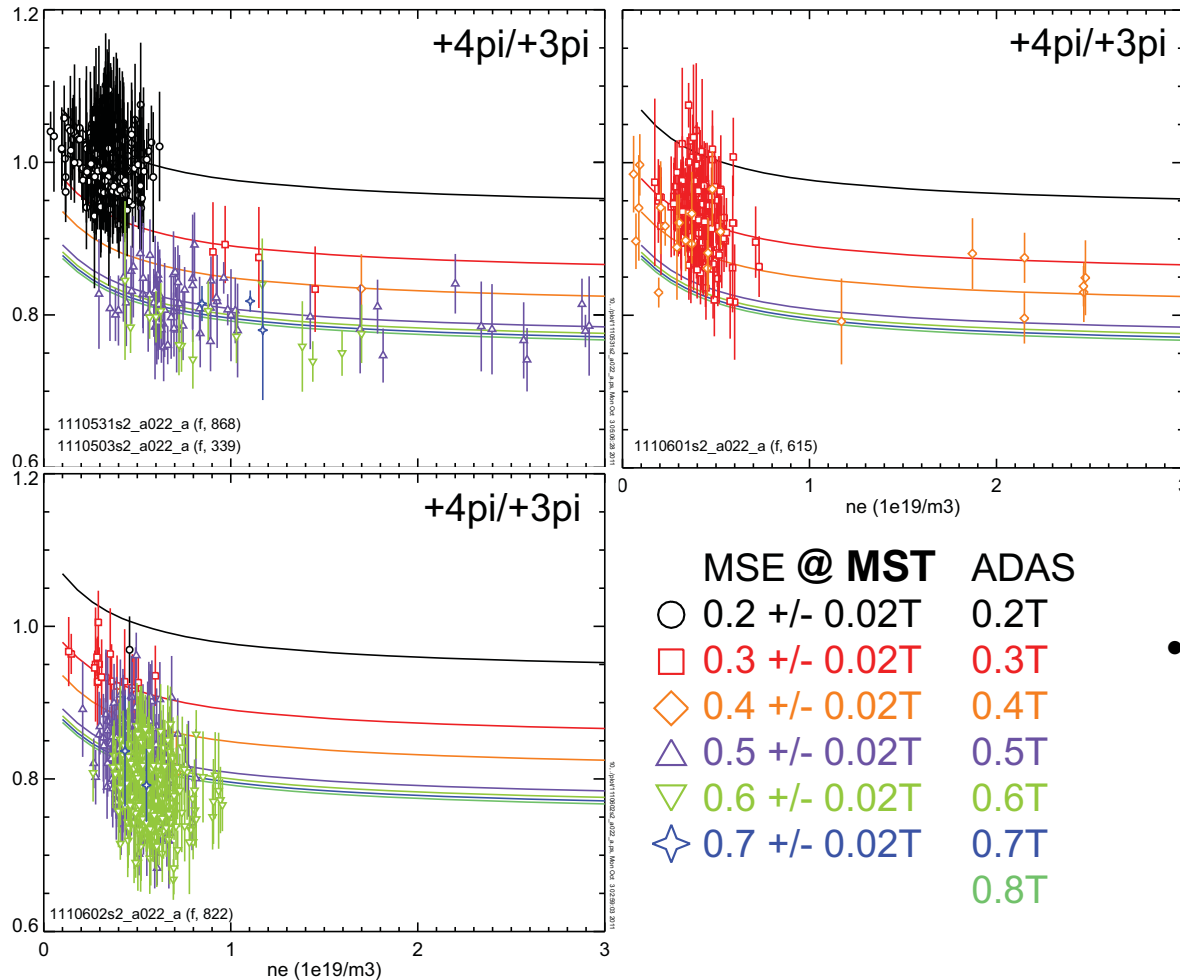 1.2
+4pi/+3pi
1.0
0.8
0.6
1110531s2_a022_a (f, 868)
1110503s2_a022_a (f, 339)
+4pi/+3pi
1110601s2_a022_a (f, 615)
0 1 2 3
ne (1e19/m3)
1.2
+4pi/+3pi
1.0
0.8
0.6
1110602s2_a022_a (f, 822)
0 1 2 3
ne (1e19/m3)
MSE @ MST ADAS
0.2 +/- 0.02T 0.2T
0.3 +/- 0.02T 0.3T
0.4 +/- 0.02T 0.4T
0.5 +/- 0.02T 0.5T
0.6 +/- 0.02T 0.6T
0.7 +/- 0.02T 0.7T
0.8T